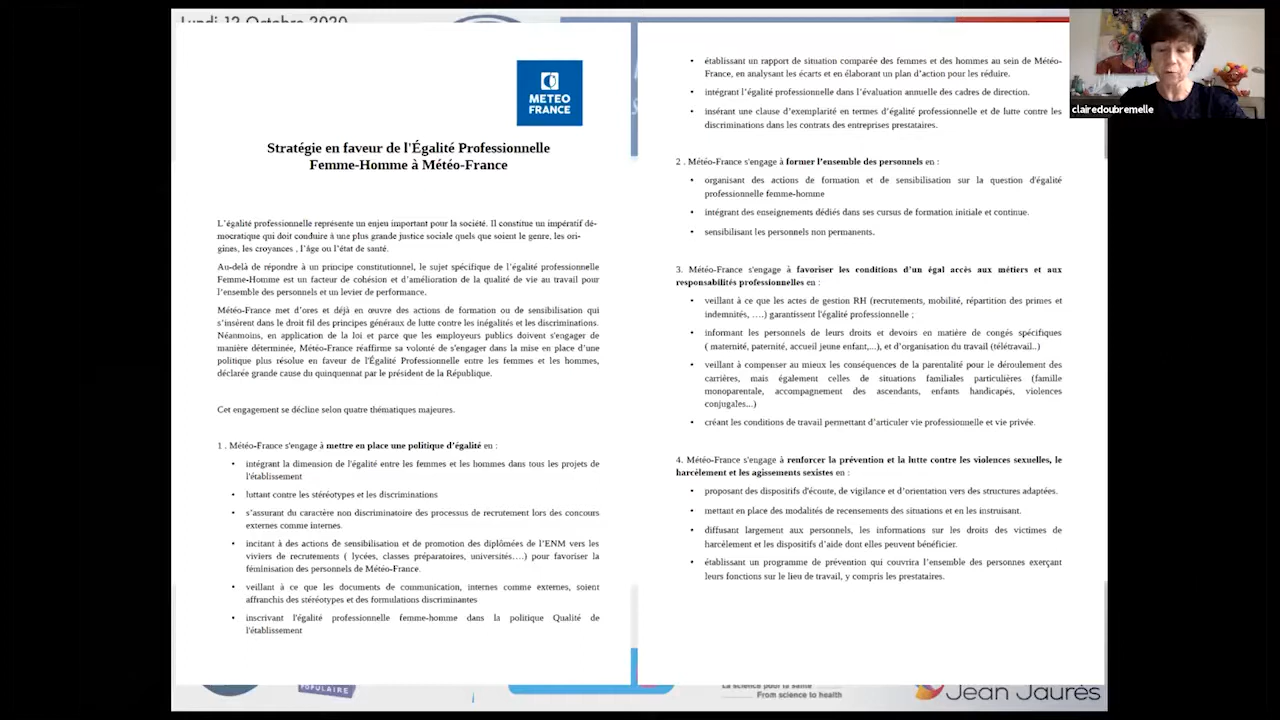 Lundi 12 Octobre 2020
METEO
FRANCE
Stratégie en faveur de l'Égalité Professionnelle
Femme-Homme à Météo-France
L'égalité professionnelle représente un enjeu important pour la société. Il constitue un impératif dé-
mocratique qui doit conduire à une plus grande justice sociale quels que soient le genre, les ori-
gines, les croyances , l'âge ou l'état de santé.
Au-delà de répondre à un principe constitutionnel, le sujet spécifique de l'égalité professionnelle
Femme-Homme est un facteur de cohésion et d'amélioration de la qualité de vie au travail pour
l'ensemble des personnels et un levier de performance.
Météo-France met d'ores et déjà en œuvre des actions de formation ou de sensibilisation qui
s'insèrent dans le droit fil des principes généraux de lutte contre les inégalités et les discriminations.
Néanmoins, en application de la loi et parce que les employeurs publics doivent s'engager de
manière déterminée, Météo-France réaffirme sa volonté de s'engager dans la mise en place d'une
politique plus résolue en faveur de l'Égalité Professionnelle entre les femmes et les hommes,
déclarée grande cause du quinquennat par le président de la République.
Cet engagement se décline selon quatre thématiques majeures.
1 . Météo-France s'engage à mettre en place une politique d'égalité en :
• intégrant la dimension de l'égalité entre les femmes et les hommes dans tous les projets de
l'établissement
• luttant contre les stéréotypes et les discriminations
• s'assurant du caractère non discriminatoire des processus de recrutement lors des concours
externes comme internes.
• incitant à des actions de sensibilisation et de promotion des diplômées de l'ENM vers les
viviers de recrutements ( lycées, classes préparatoires, universités….) pour favoriser la
féminisation des personnels de Météo-France.
• veillant à ce que les documents de communication, internes comme externes, soient
affranchis des stéréotypes et des formulations discriminantes
• inscrivant l'égalité professionnelle femme-homme dans la politique Qualité de
l'établissement
• établissant un rapport de situation comparée des femmes et des hommes au sein de Météo-
France, en analysant les écarts et en élaborant un plan d'action pour les réduire.
• intégrant l'égalité professionnelle dans l'évaluation annuelle des cadres de direction.
• insérant une clause d'exemplarité en termes d'égalité professionnelle et de lutte contre les
discriminations dans les contrats des entreprises prestataires.
2 . Météo-France s'engage à former l'ensemble des personnels en :
• organisant des actions de formation et de sensibilisation sur la question d'égalité
professionnelle femme-homme
• intégrant des enseignements dédiés dans ses cursus de formation initiale et continue.
• sensibilisant les personnels non permanents.
3. Météo-France s'engage à favoriser les conditions d'un égal accès aux métiers et aux
responsabilités professionnelles en :
• veillant à ce que les actes de gestion RH (recrutements, mobilité, répartition des primes et
indemnités, ….) garantissent l'égalité professionnelle ;
• informant les personnels de leurs droits et devoirs en matière de congés spécifiques
( maternité, paternité, accueil jeune enfant,...), et d'organisation du travail (télétravail..)
• veillant à compenser au mieux les conséquences de la parentalité pour le déroulement des
carrières, mais également celles de situations familiales particulières (famille
monoparentale, accompagnement des ascendants, enfants handicapés, violences
conjugales...)
• créant les conditions de travail permettant d'articuler vie professionnelle et vie privée.
4. Météo-France s'engage à renforcer la prévention et la lutte contre les violences sexuelles, le
harcèlement et les agissements sexistes en :
• proposant des dispositifs d'écoute, de vigilance et d'orientation vers des structures adaptées.
• mettant en place des modalités de recensements des situations et en les instruisant.
• diffusant largement aux personnels, les informations sur les droits des victimes de
harcèlement et les dispositifs d'aide dont elles peuvent bénéficier.
• établissant un programme de prévention qui couvrira l'ensemble des personnes exerçant
leurs fonctions sur le lieu de travail, y compris les prestataires.
clairedoubremelle
POPULAIRE
La science pour la santé
From science to health
Jean Jaurès